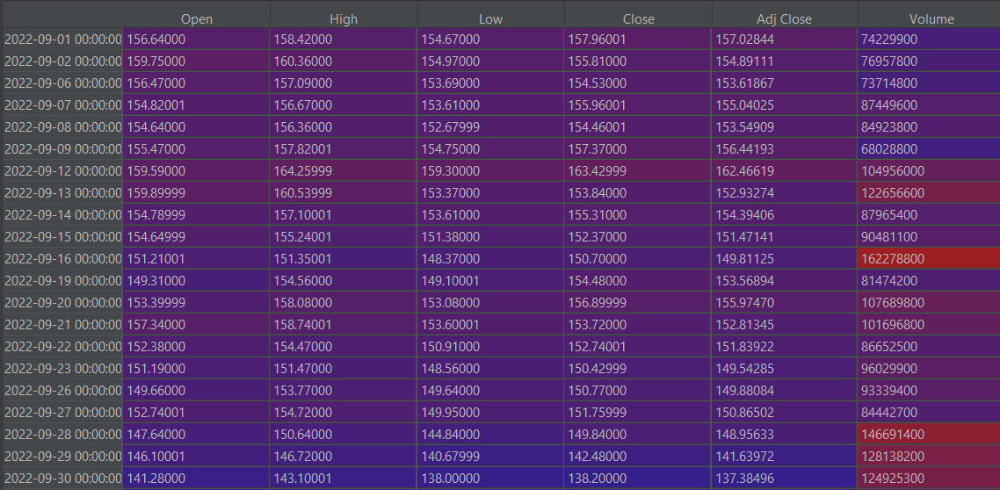 Open High Low Close Adj Close Volume
2022-09-01 00:00:00 156.64000 158.42000 154.67000 157.96001 157.02844 74229900
2022-09-02 00:00:00 159.75000 160.36000 154.97000 155.81000 154.89111 76957800
2022-09-06 00:00:00 156.47000 157.09000 153.69000 154.53000 153.61867 73714800
2022-09-07 00:00:00 154.82001 156.67000 153.61000 155.96001 155.04025 87449600
2022-09-08 00:00:00 154.64000 156.36000 152.67999 154.46001 153.54909 84923800
2022-09-09 00:00:00 155.47000 157.82001 154.75000 157.37000 156.44193 68028800
2022-09-12 00:00:00 159.59000 164.25999 159.30000 163.42999 162.46619 104956000
2022-09-13 00:00:00 159.89999 160.53999 153.37000 153.84000 152.93274 122656600
2022-09-14 00:00:00 154.78999 157.10001 153.61000 155.31000 154.39406 87965400
2022-09-15 00:00:00 154.64999 155.24001 151.38000 152.37000 151.47141 90481100
2022-09-16 00:00:00 151.21001 151.35001 148.37000 150.70000 149.81125 162278800
2022-09-19 00:00:00 149.31000 154.56000 149.10001 154.48000 153.56894 81474200
2022-09-20 00:00:00 153.39999 158.08000 153.08000 156.89999 155.97470 107689800
2022-09-21 00:00:00 157.34000 158.74001 153.60001 153.72000 152.81345 101696800
2022-09-22 00:00:00 152.38000 154.47000 150.91000 152.74001 151.83922 86652500
2022-09-23 00:00:00 151.19000 151.47000 148.56000 150.42999 149.54285 96029900
2022-09-26 00:00:00 149.66000 153.77000 149.64000 150.77000 149.88084 93339400
2022-09-27 00:00:00 152.74001 154.72000 149.95000 151.75999 150.86502 84442700
2022-09-28 00:00:00 147.64000 150.64000 144.84000 149.84000 148.95633 146691400
2022-09-29 00:00:00 146.10001 146.72000 140.67999 142.48000 141.63972 128138200
2022-09-30 00:00:00 141.28000 143.10001 138.00000 138.20000 137.38496 124925300